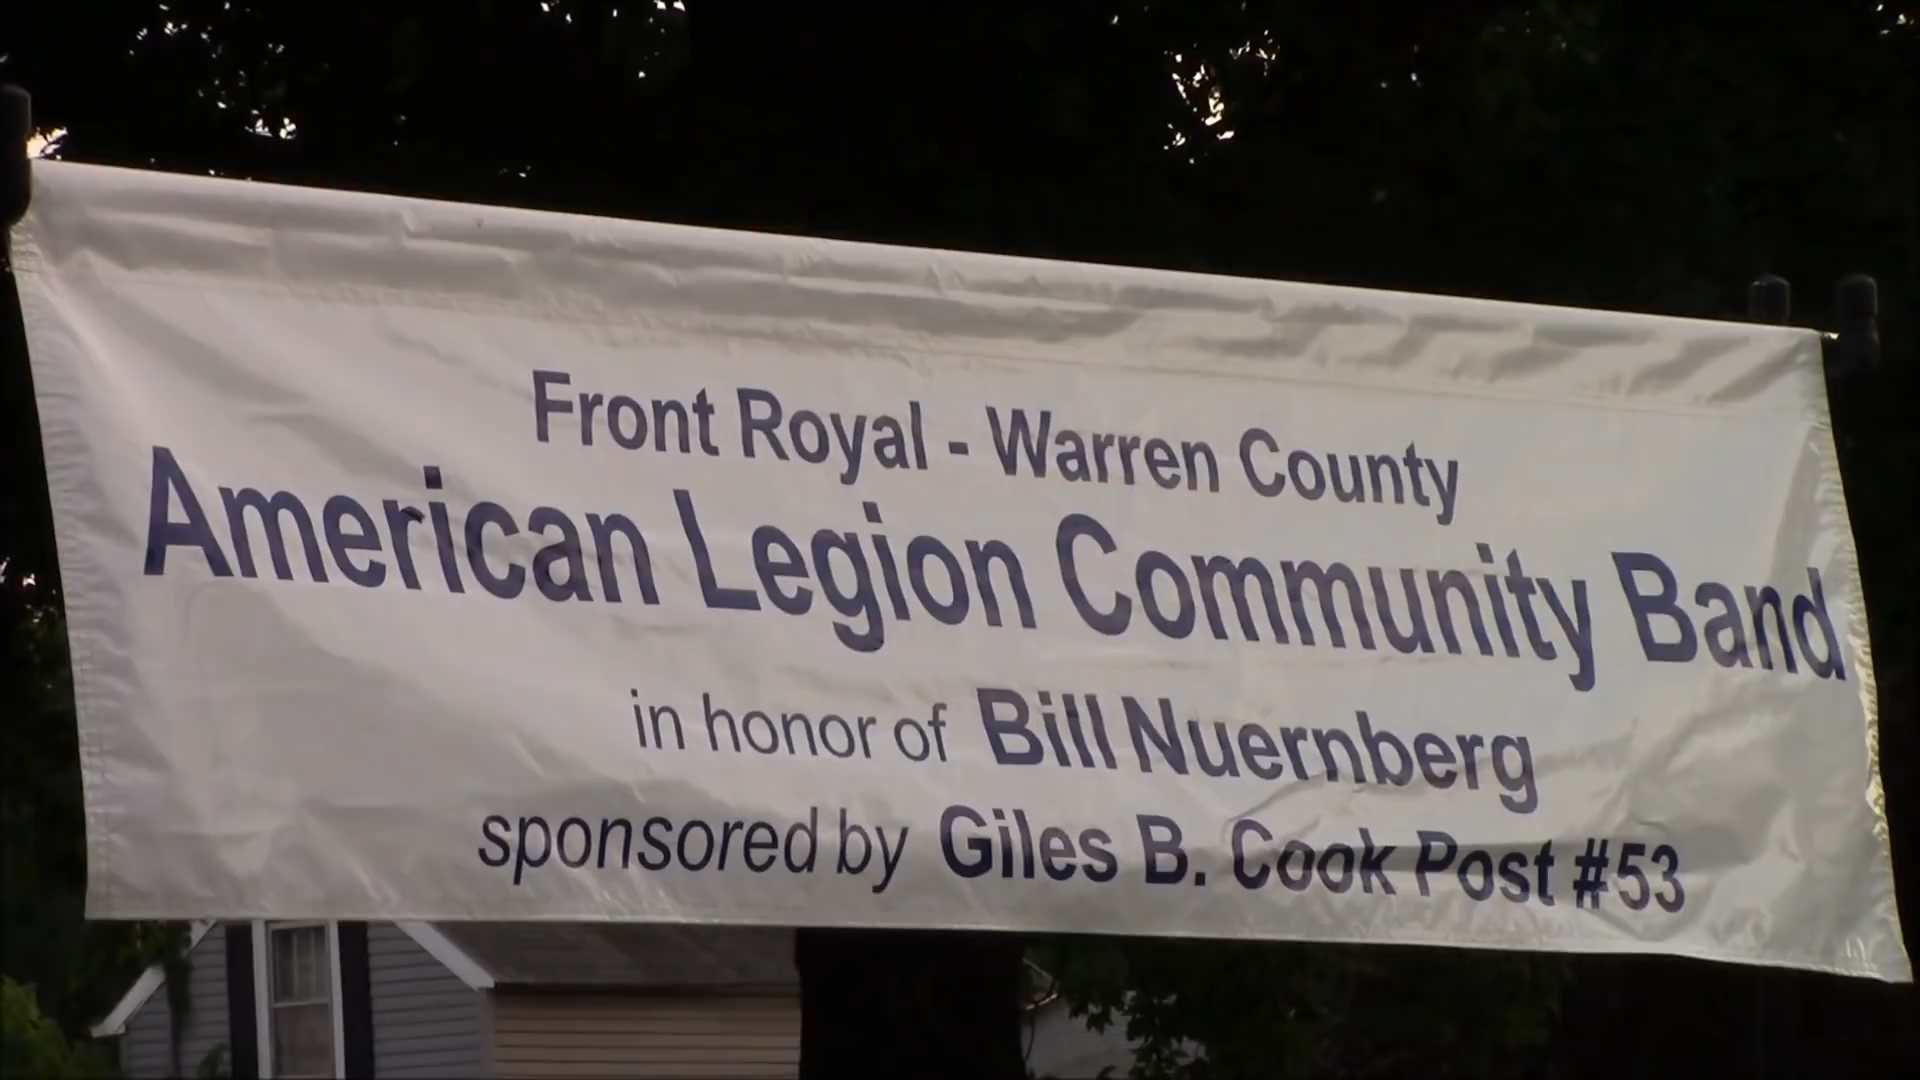 Front Royal - Warren County
American Legion Community Band
in honor of Bill Nuernberg
sponsored by Giles B. Cook Post #53